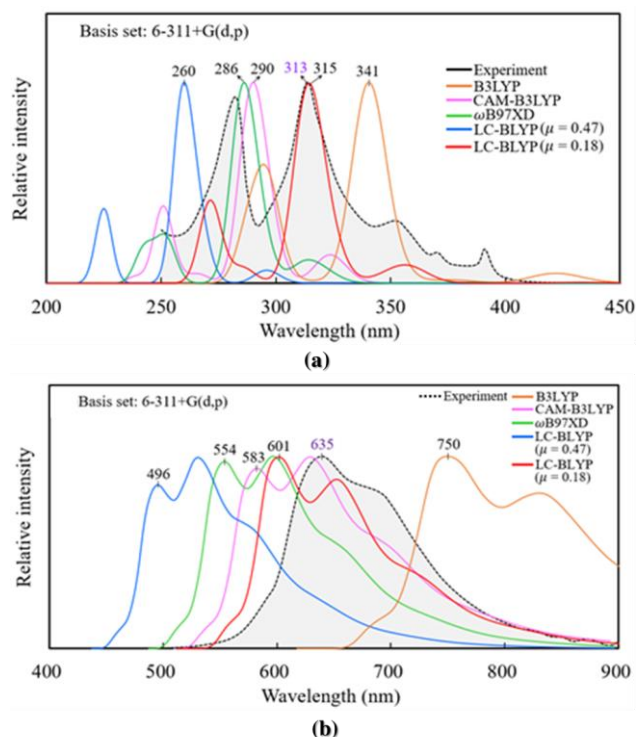 Basis set: 6-311+G(d,p)
260
286
290
313
315
341
Experiment
B3LYP
CAM-B3LYP
ωB97XD
LC-BLYP (μ = 0.47)
LC-BLYP (μ = 0.18)
Relative intensity
200 250 300 350 400 450
Wavelength (nm)
(a)
Basis set: 6-311+G(d,p)
496
554
583
601
635
750
Experiment
B3LYP
CAM-B3LYP
ωB97XD
LC-BLYP
(μ = 0.47)
LC-BLYP
(μ = 0.18)
Relative intensity
400 500 600 700 800 900
Wavelength (nm)
(b)